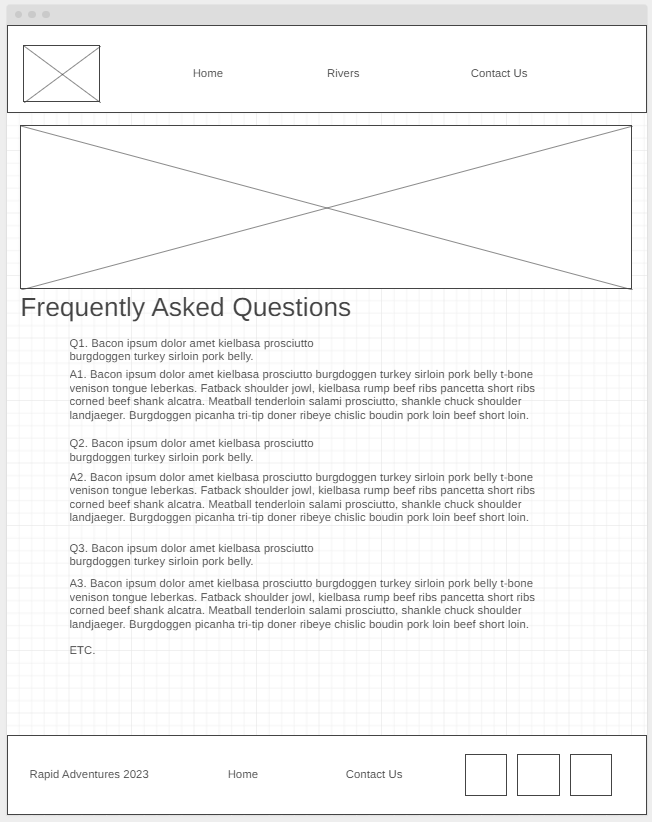 Home Rivers Contact Us
Frequently Asked Questions
Q1. Bacon ipsum dolor amet kielbasa prosciutto
burgdoggen turkey sirloin pork belly.
A1. Bacon ipsum dolor amet kielbasa prosciutto burgdoggen turkey sirloin pork belly t-bone
venison tongue leberkas. Fatback shoulder jowl, kielbasa rump beef ribs pancetta short ribs
corned beef shank alcatra. Meatball tenderloin salami prosciutto, shankle chuck shoulder
landjaeger. Burgdoggen picanha tri-tip doner ribeye chislic boudin pork loin beef short loin.
Q2. Bacon ipsum dolor amet kielbasa prosciutto
burgdoggen turkey sirloin pork belly.
A2. Bacon ipsum dolor amet kielbasa prosciutto burgdoggen turkey sirloin pork belly t-bone
venison tongue leberkas. Fatback shoulder jowl, kielbasa rump beef ribs pancetta short ribs
corned beef shank alcatra. Meatball tenderloin salami prosciutto, shankle chuck shoulder
landjaeger. Burgdoggen picanha tri-tip doner ribeye chislic boudin pork loin beef short loin.
Q3. Bacon ipsum dolor amet kielbasa prosciutto
burgdoggen turkey sirloin pork belly.
A3. Bacon ipsum dolor amet kielbasa prosciutto burgdoggen turkey sirloin pork belly t-bone
venison tongue leberkas. Fatback shoulder jowl, kielbasa rump beef ribs pancetta short ribs
corned beef shank alcatra. Meatball tenderloin salami prosciutto, shankle chuck shoulder
landjaeger. Burgdoggen picanha tri-tip doner ribeye chislic boudin pork loin beef short loin.
ETC.
Rapid Adventures 2023 Home Contact Us